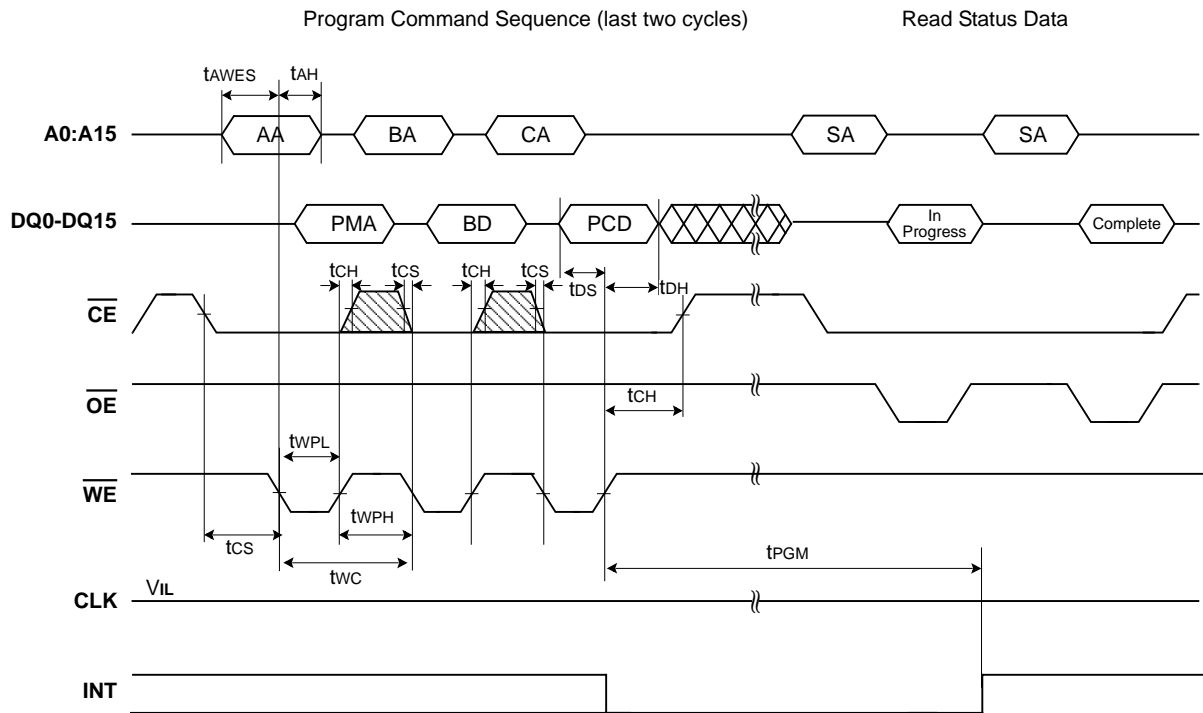 Program Command Sequence (last two cycles) Read Status Data
tAWES tAH
A0:A15 AA BA CA SA SA
DQ0-DQ15 PMA BD PCD In Progress Complete
tCH tCS tCH tCS tDS tDH
CE
OE
tCH
tWPL
WE
tWPH
tCS
tWC
tPGM
CLK VIL
INT